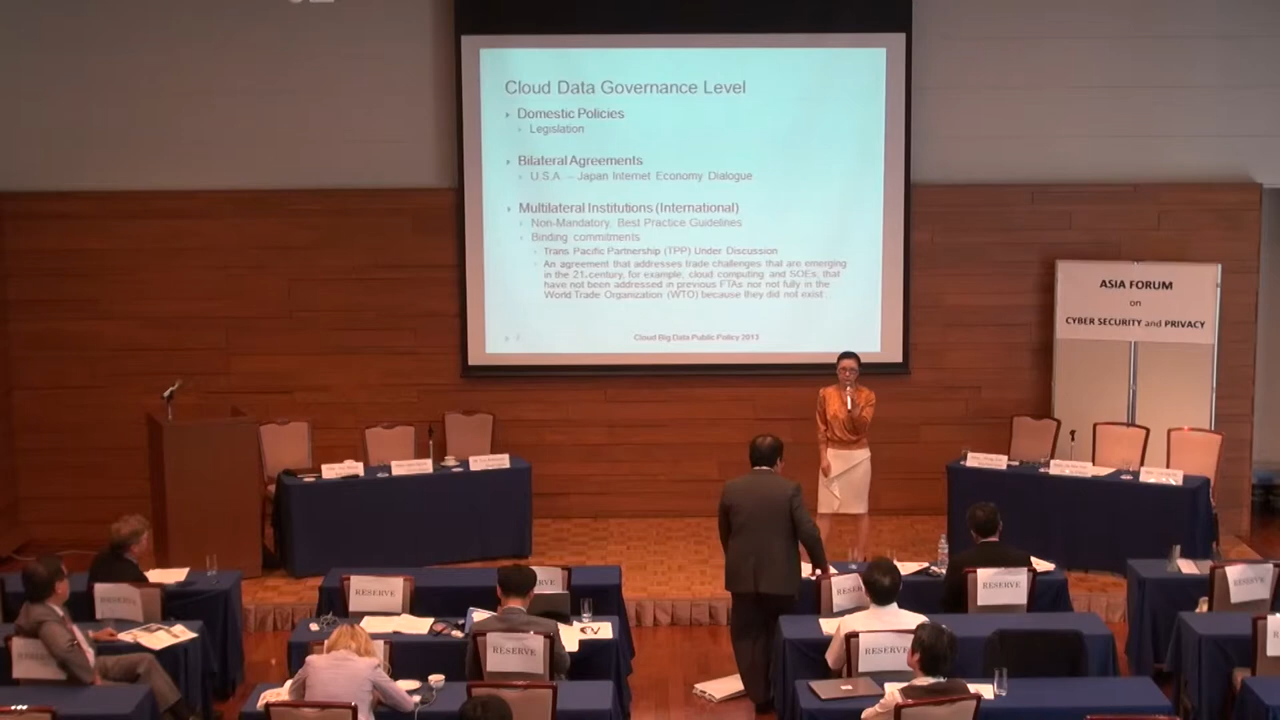 Cloud Data Governance Level
Domestic Policies
Legislation
Bilateral Agreements
U.S.A. – Japan Internet Economy Dialogue
Multilateral Institutions (International)
Non-Mandatory, Best Practice Guidelines
Binding commitments
Trans Pacific Partnership (TPP) Under Discussion
An agreement that addresses trade challenges that are emerging
in the 21st century, for example, cloud computing and SOEs, that
have not been addressed in previous FTAs nor not fully in the
World Trade Organization (WTO) because they did not exist.
7
Cloud Big Data Public Policy 2013
ASIA FORUM
on
CYBER SECURITY and PRIVACY
RESERVE
RESERVE
RESERVE
RESERVE
RESERVE
RESERVE
RESERVE